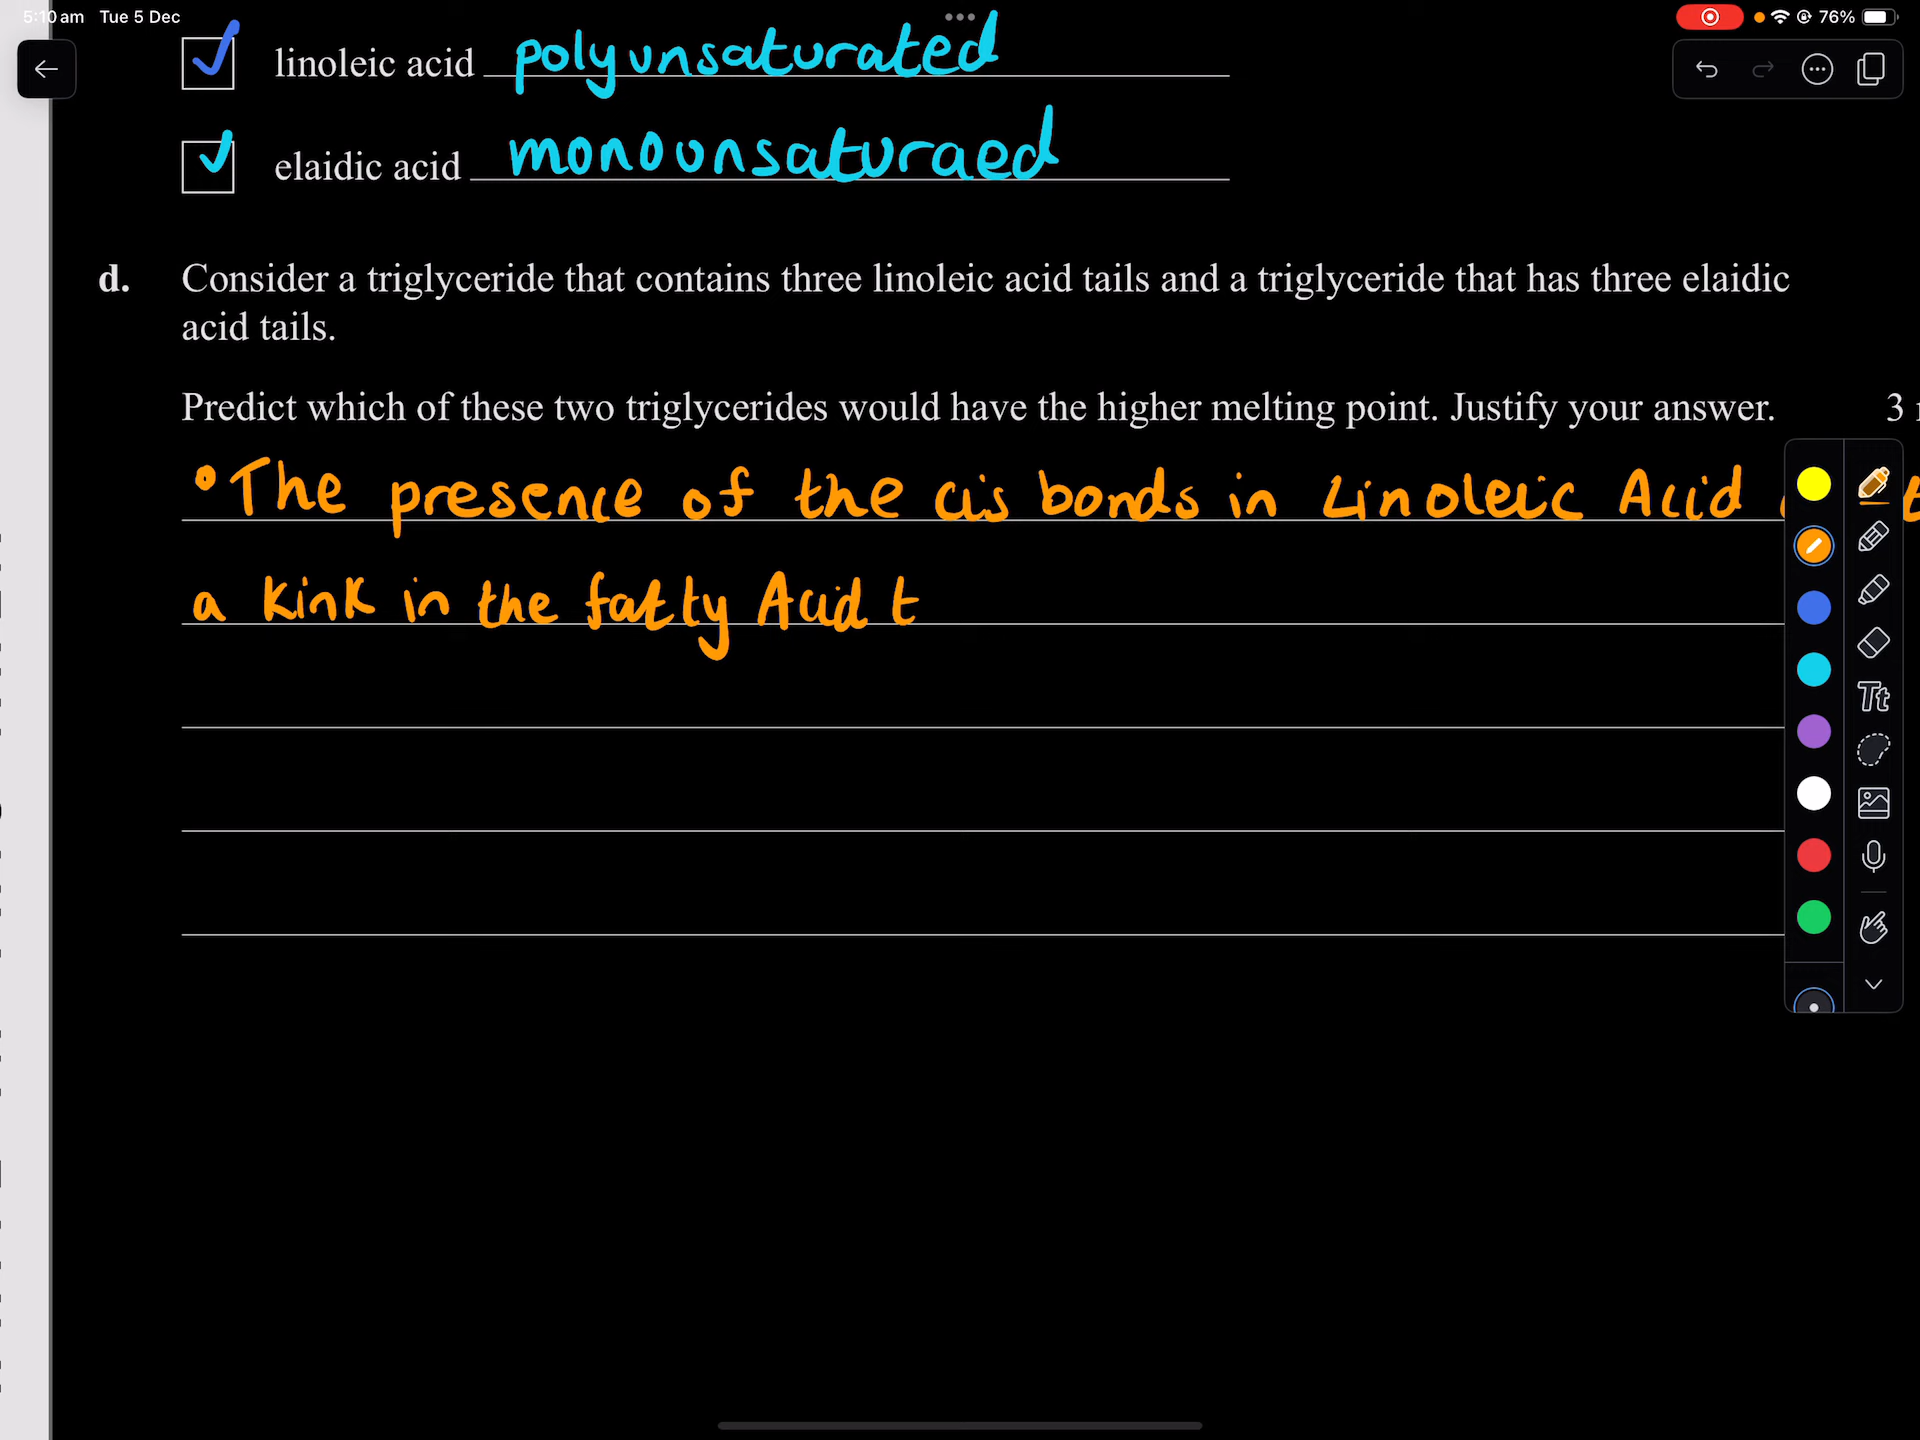 5:10 am Tue 5 Dec
76%
linoleic acid polyunsaturated
elaidic acid monounsaturaed
d. Consider a triglyceride that contains three linoleic acid tails and a triglyceride that has three elaidic
acid tails.
Predict which of these two triglycerides would have the higher melting point. Justify your answer. 3
• The presence of the cis bonds in Linoleic Acid
a kink in the fatty Acid t
Tt